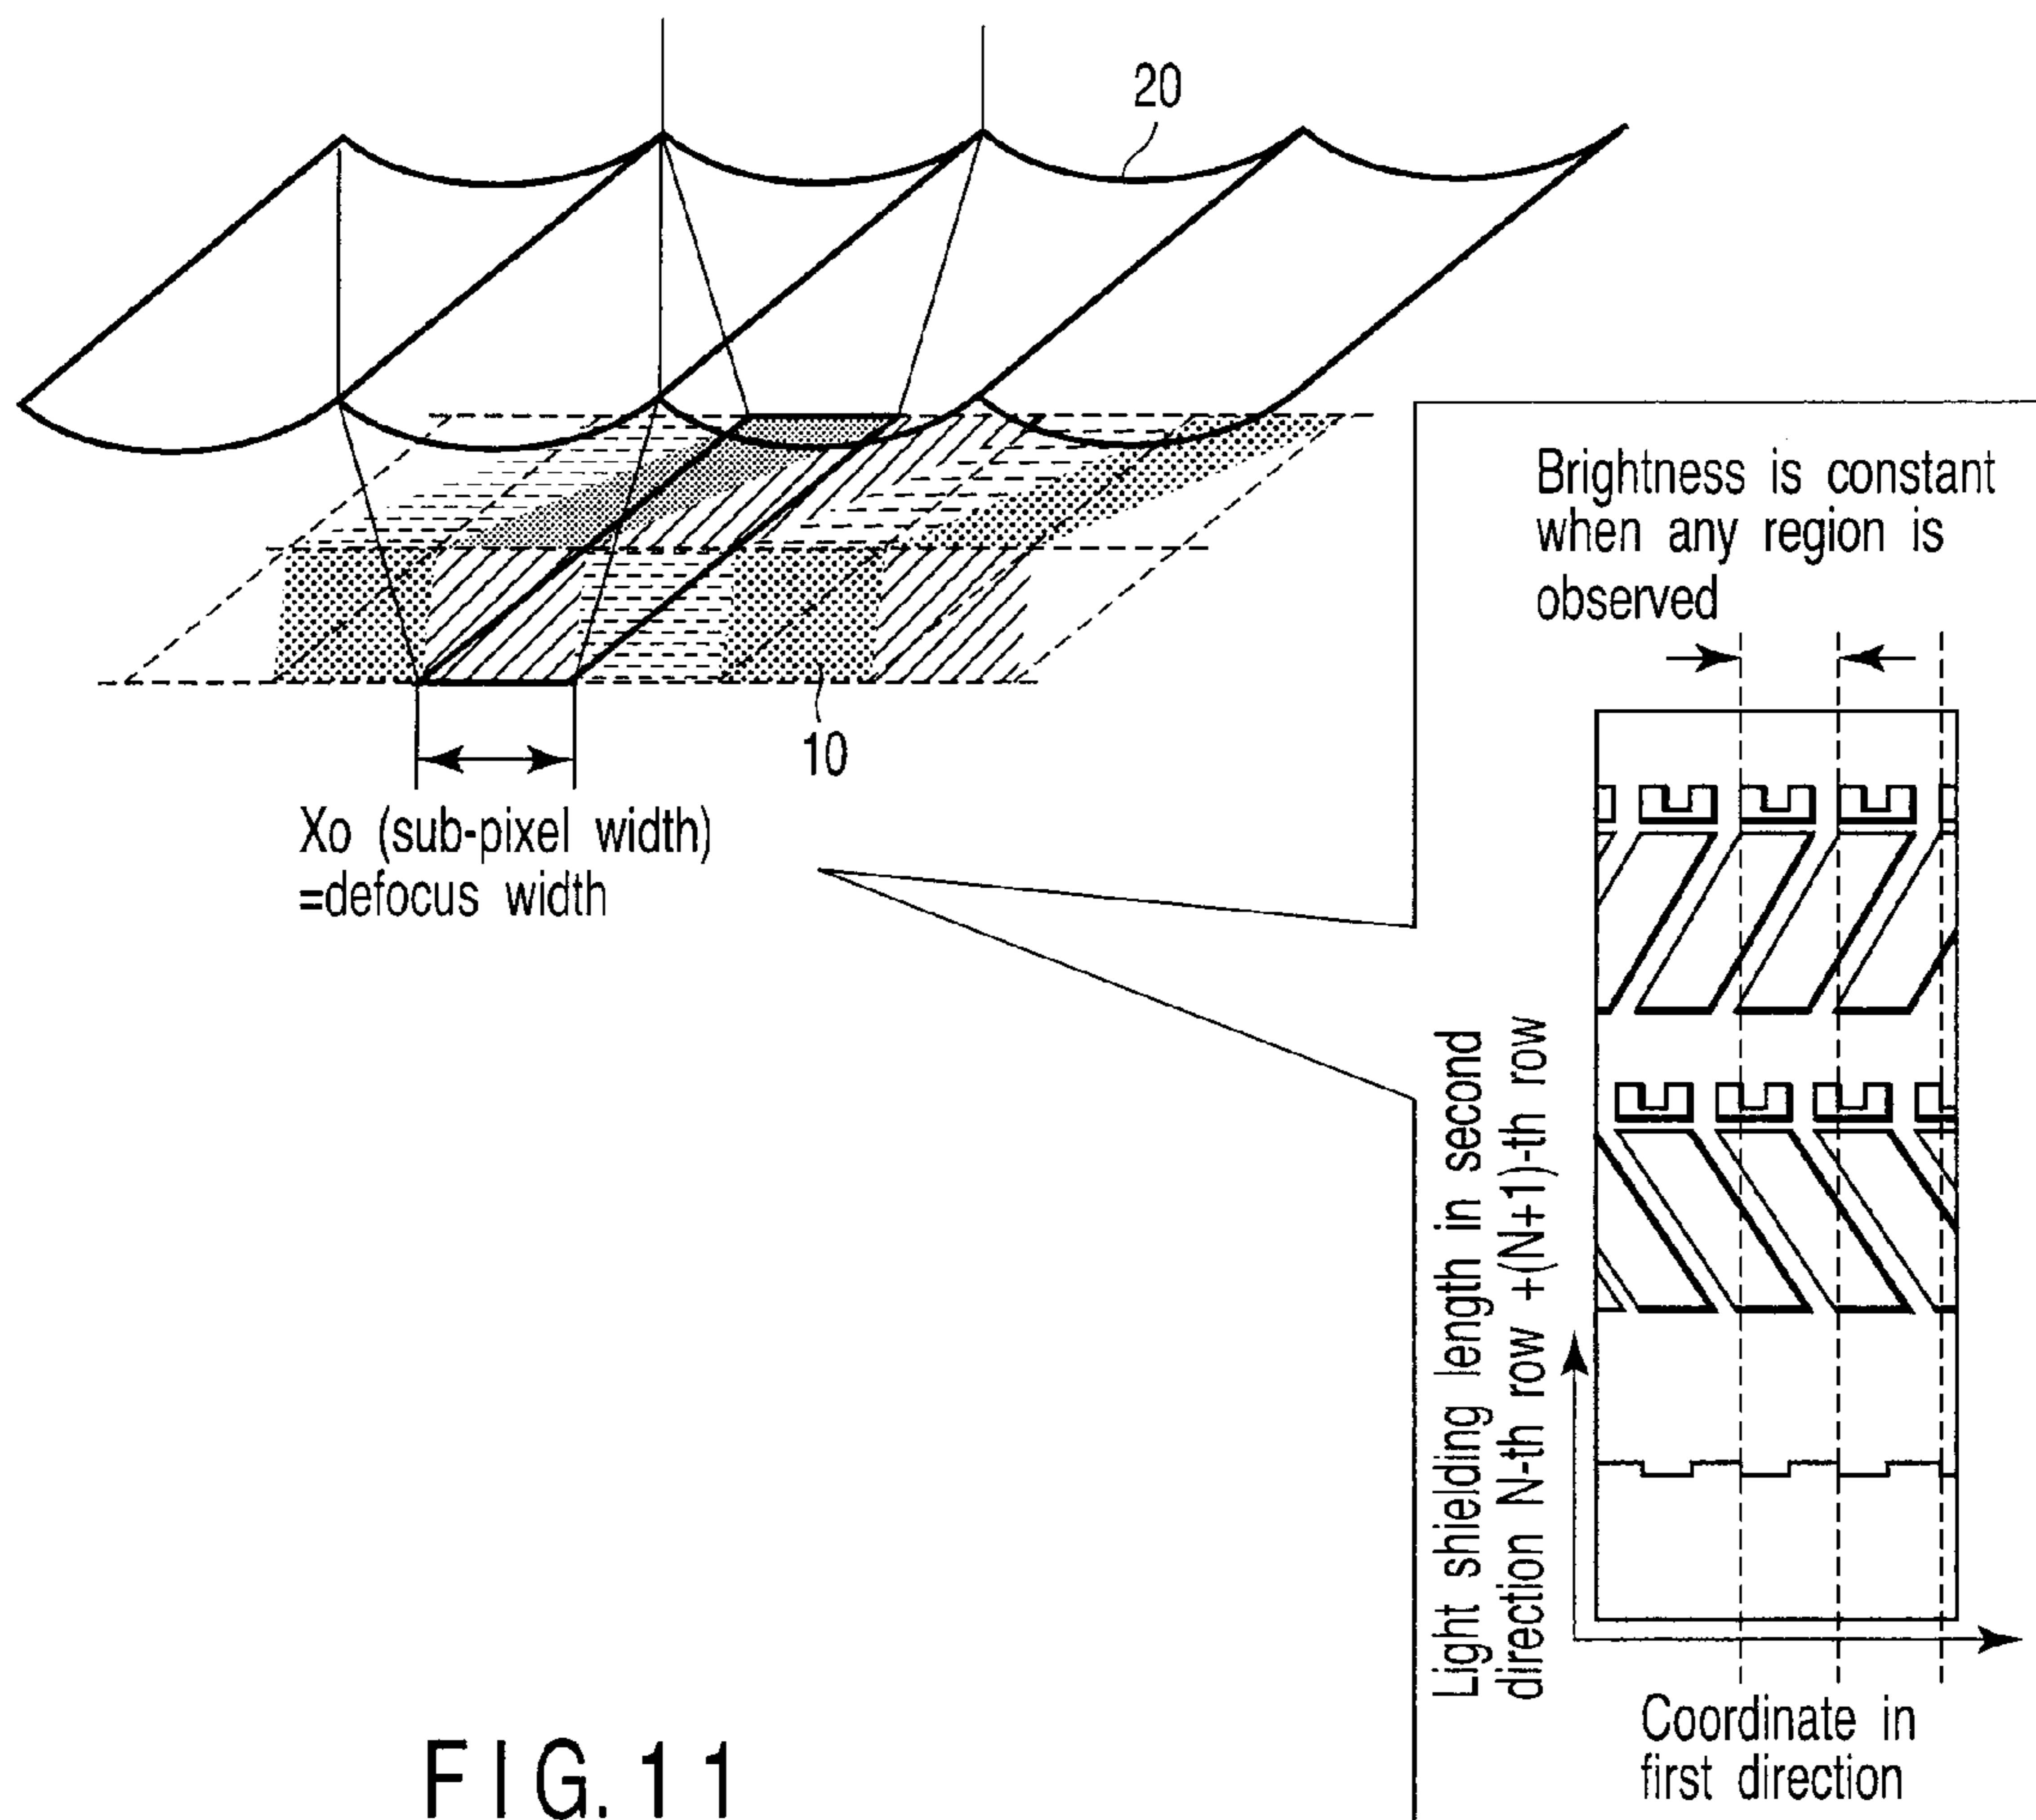 20
10
Xo (sub-pixel width)
=defocus width
Brightness is constant
when any region is
observed
Light shielding length in second
direction N-th row +(N+1)-th row
Coordinate in
first direction
FIG.11